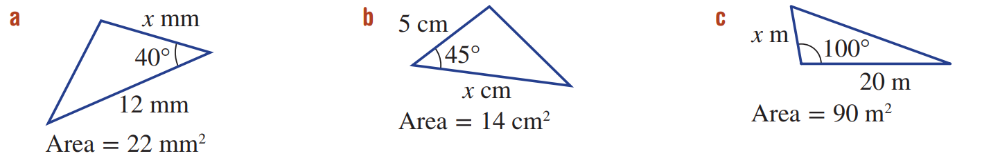 a
x mm
40°
12 mm
Area = 22 mm²
b
5 cm
45°
x cm
Area = 14 cm²
c
x m
100°
20 m
Area = 90 m²